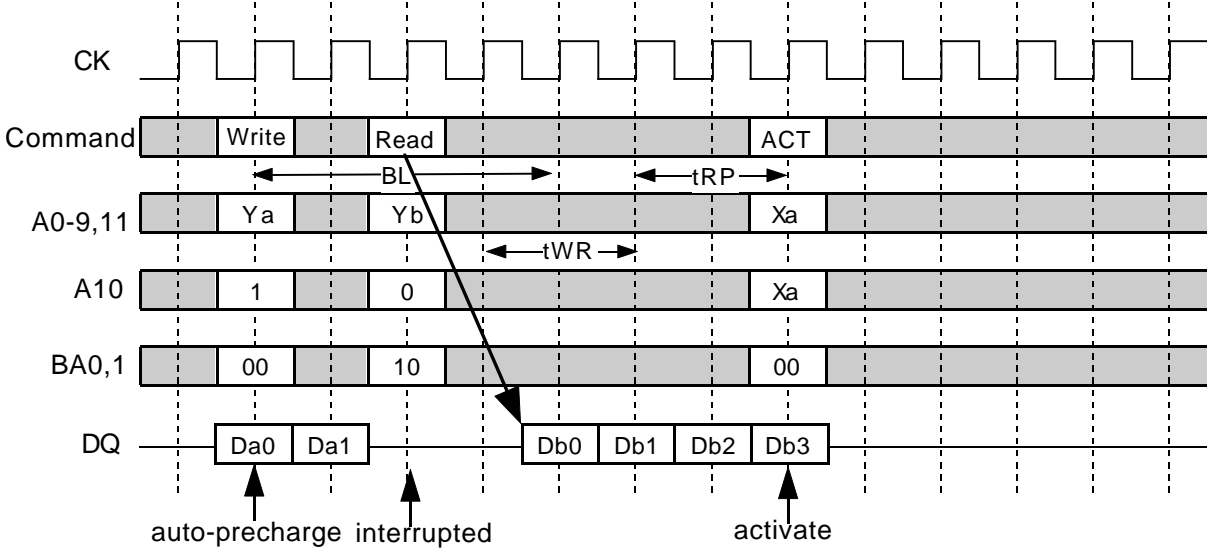 CK
Command Write Read ACT
BL tRP
A0-9,11 Ya Yb Xa
tWR
A10 1 0 Xa
BA0,1 00 10 00
DQ Da0 Da1 Db0 Db1 Db2 Db3
auto-precharge interrupted activate